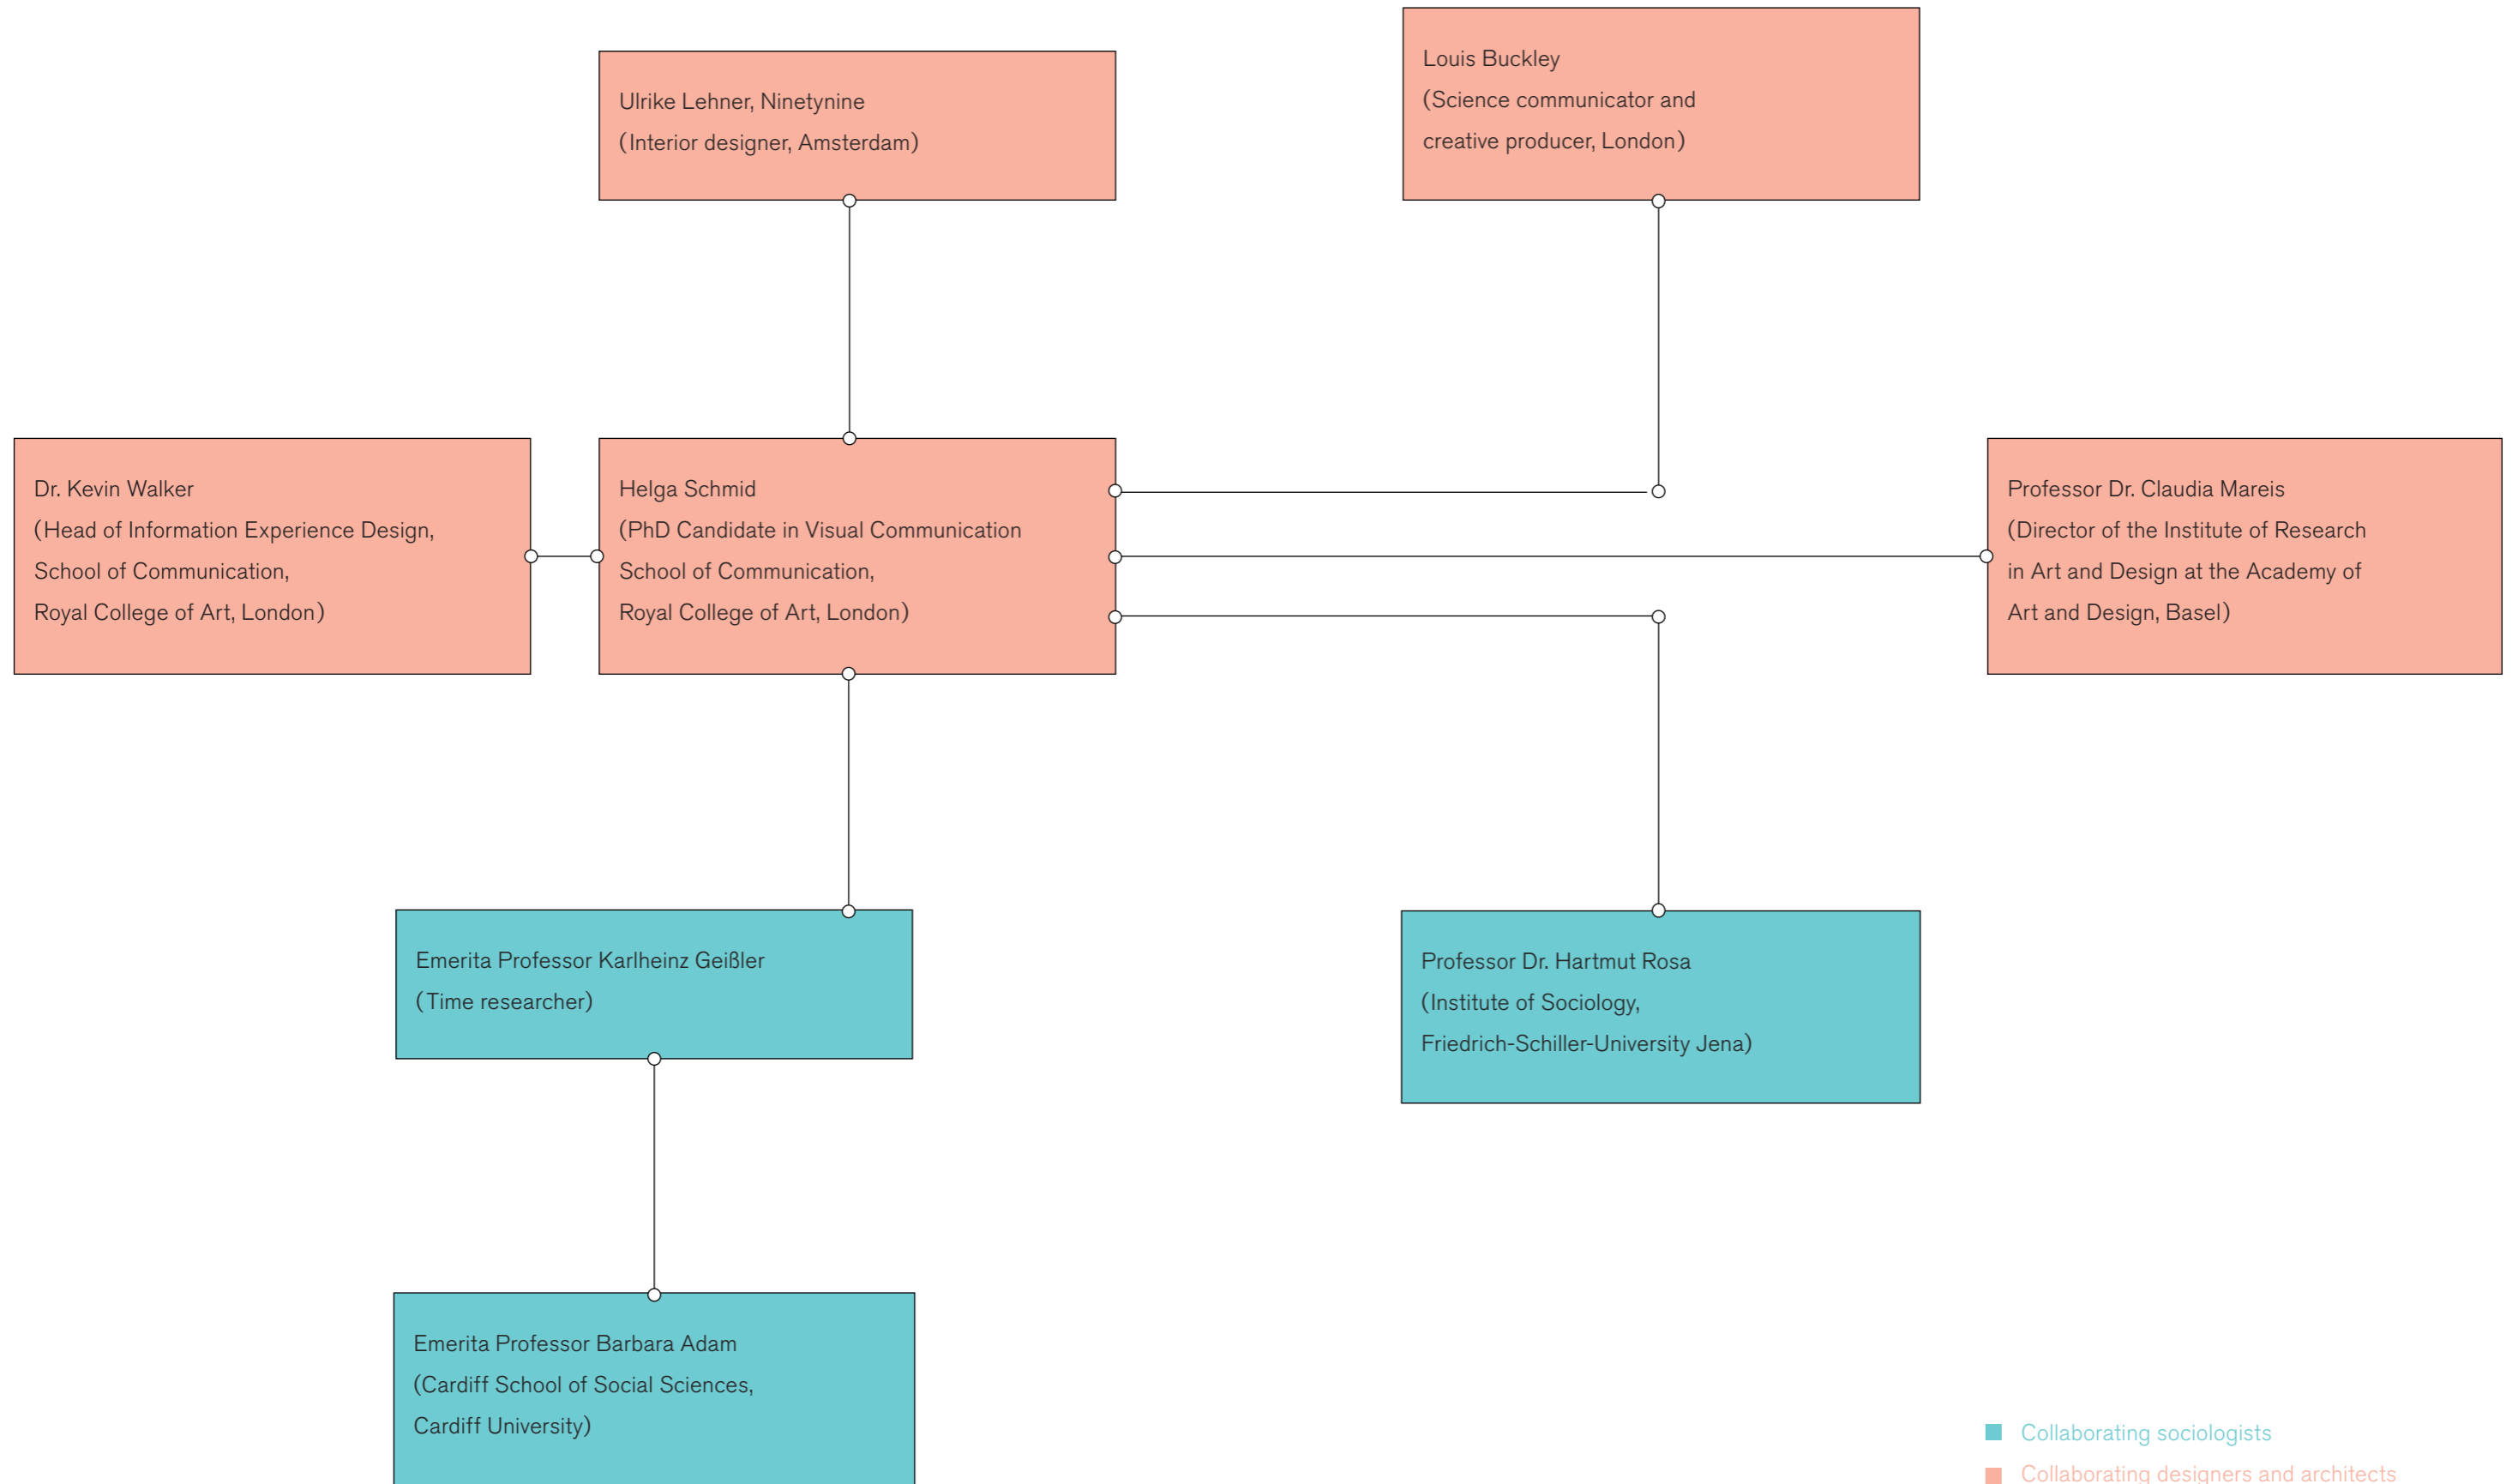 Louis Buckley
(Science communicator and
creative producer, London)
Ulrike Lehner, Ninetynine
(Interior designer, Amsterdam)
Dr. Kevin Walker
(Head of Information Experience Design,
School of Communication,
Royal College of Art, London)
Helga Schmid
(PhD Candidate in Visual Communication
School of Communication,
Royal College of Art, London)
Professor Dr. Claudia Mareis
(Director of the Institute of Research
in Art and Design at the Academy of
Art and Design, Basel)
Emerita Professor Karlheinz Geißler
(Time researcher)
Professor Dr. Hartmut Rosa
(Institute of Sociology,
Friedrich-Schiller-University Jena)
Emerita Professor Barbara Adam
(Cardiff School of Social Sciences,
Cardiff University)
Collaborating sociologists
Collaborating designers and architects